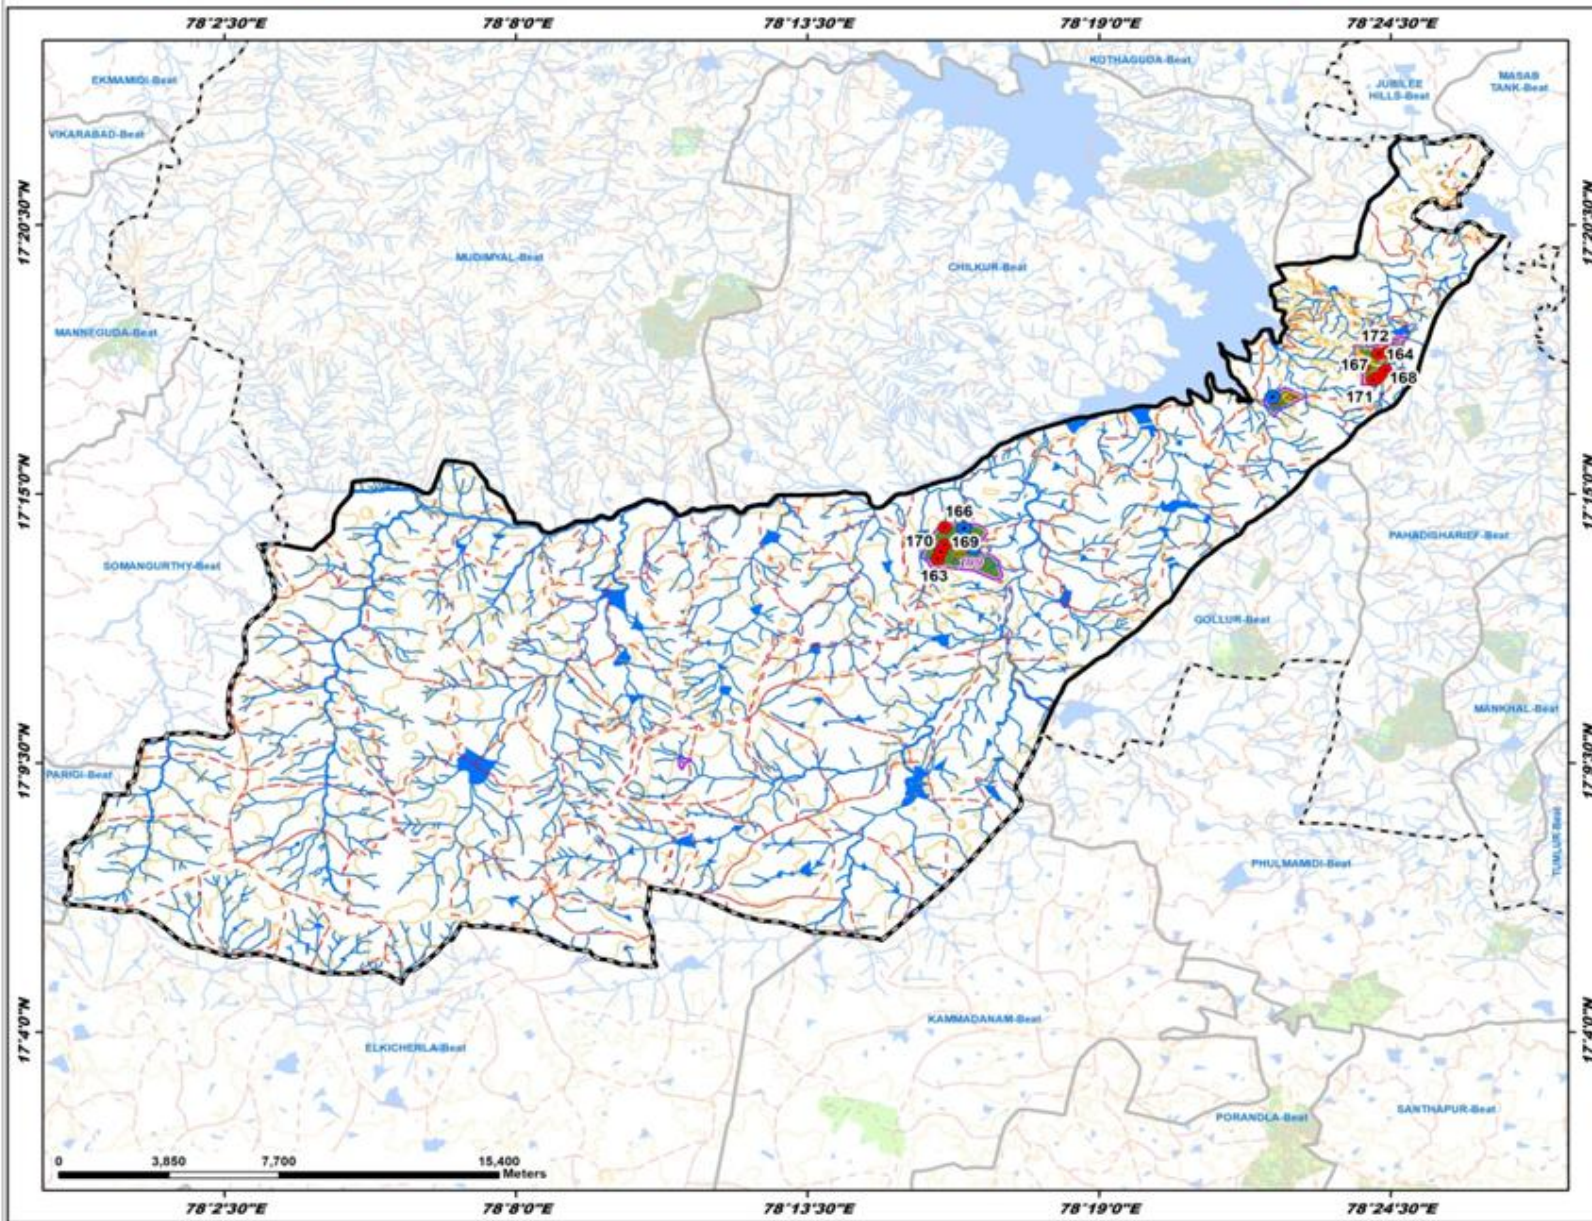 78°2'30"E
78°8'0"E
78°13'30"E
78°19'0"E
78°24'30"E
EKMAMIDI-Beat
KOTHAGUDA-Beat
JUBILEE
HILLS-Beat
MASAB
TANK-Beat
VIKARABAD-Beat
17°20'30"N
17°20'30"N
MUDIMYAL-Beat
CHILKUR-Beat
MANNEGUDA-Beat
172
164
167
168
171
17°15'0"N
17°15'0"N
166
170
169
163
SOMANGURTHY-Beat
PAHADISHARIEF-Beat
GOLLUR-Beat
MANKHAL-Beat
17°9'30"N
17°9'30"N
PARIGI-Beat
TUMLUR-Beat
PHULMAMIDI-Beat
17°4'0"N
17°4'0"N
KAMMADANAM-Beat
ELKICHERLA-Beat
PORANDLA-Beat
SANTHAPUR-Beat
0
3,850
7,700
15,400
Meters
78°2'30"E
78°8'0"E
78°13'30"E
78°19'0"E
78°24'30"E